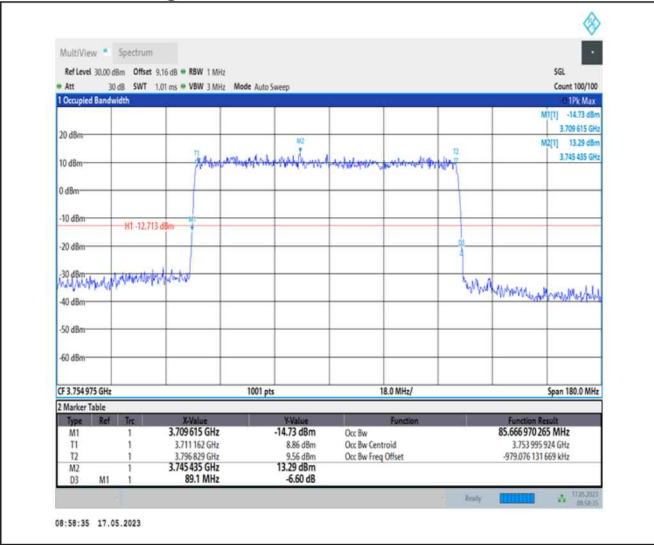 MultiView Spectrum
Ref Level 30.00 dBm Offset 9.16 dB RBW 1 MHz SGL
Att 30 dB SWT 1.01 ms VBW 3 MHz Mode Auto Sweep Count 100/100
1 Occupied Bandwidth 1Pk Max
M1[1] -14.73 dBm
3.709 615 GHz
M2[1] 13.29 dBm
3.745 435 GHz
20 dBm
M2
T1
T2
10 dBm
0 dBm
-10 dBm
M1
H1 -12.713 dBm
-20 dBm
D3
-30 dBm
-40 dBm
-50 dBm
-60 dBm
CF 3.754 975 GHz 1001 pts 18.0 MHz/ Span 180.0 MHz
2 Marker Table
Type Ref Trc X-Value Y-Value Function Function Result
M1 1 3.709 615 GHz -14.73 dBm Occ Bw 85.666 970 265 MHz
T1 1 3.711 162 GHz 8.86 dBm Occ Bw Centroid 3.753 995 924 GHz
T2 1 3.796 829 GHz 9.56 dBm Occ Bw Freq Offset -979.076 131 669 kHz
M2 1 3.745 435 GHz 13.29 dBm
D3 M1 1 89.1 MHz -6.60 dB
Ready 17.05.2023
08:58:35
08:58:35 17.05.2023